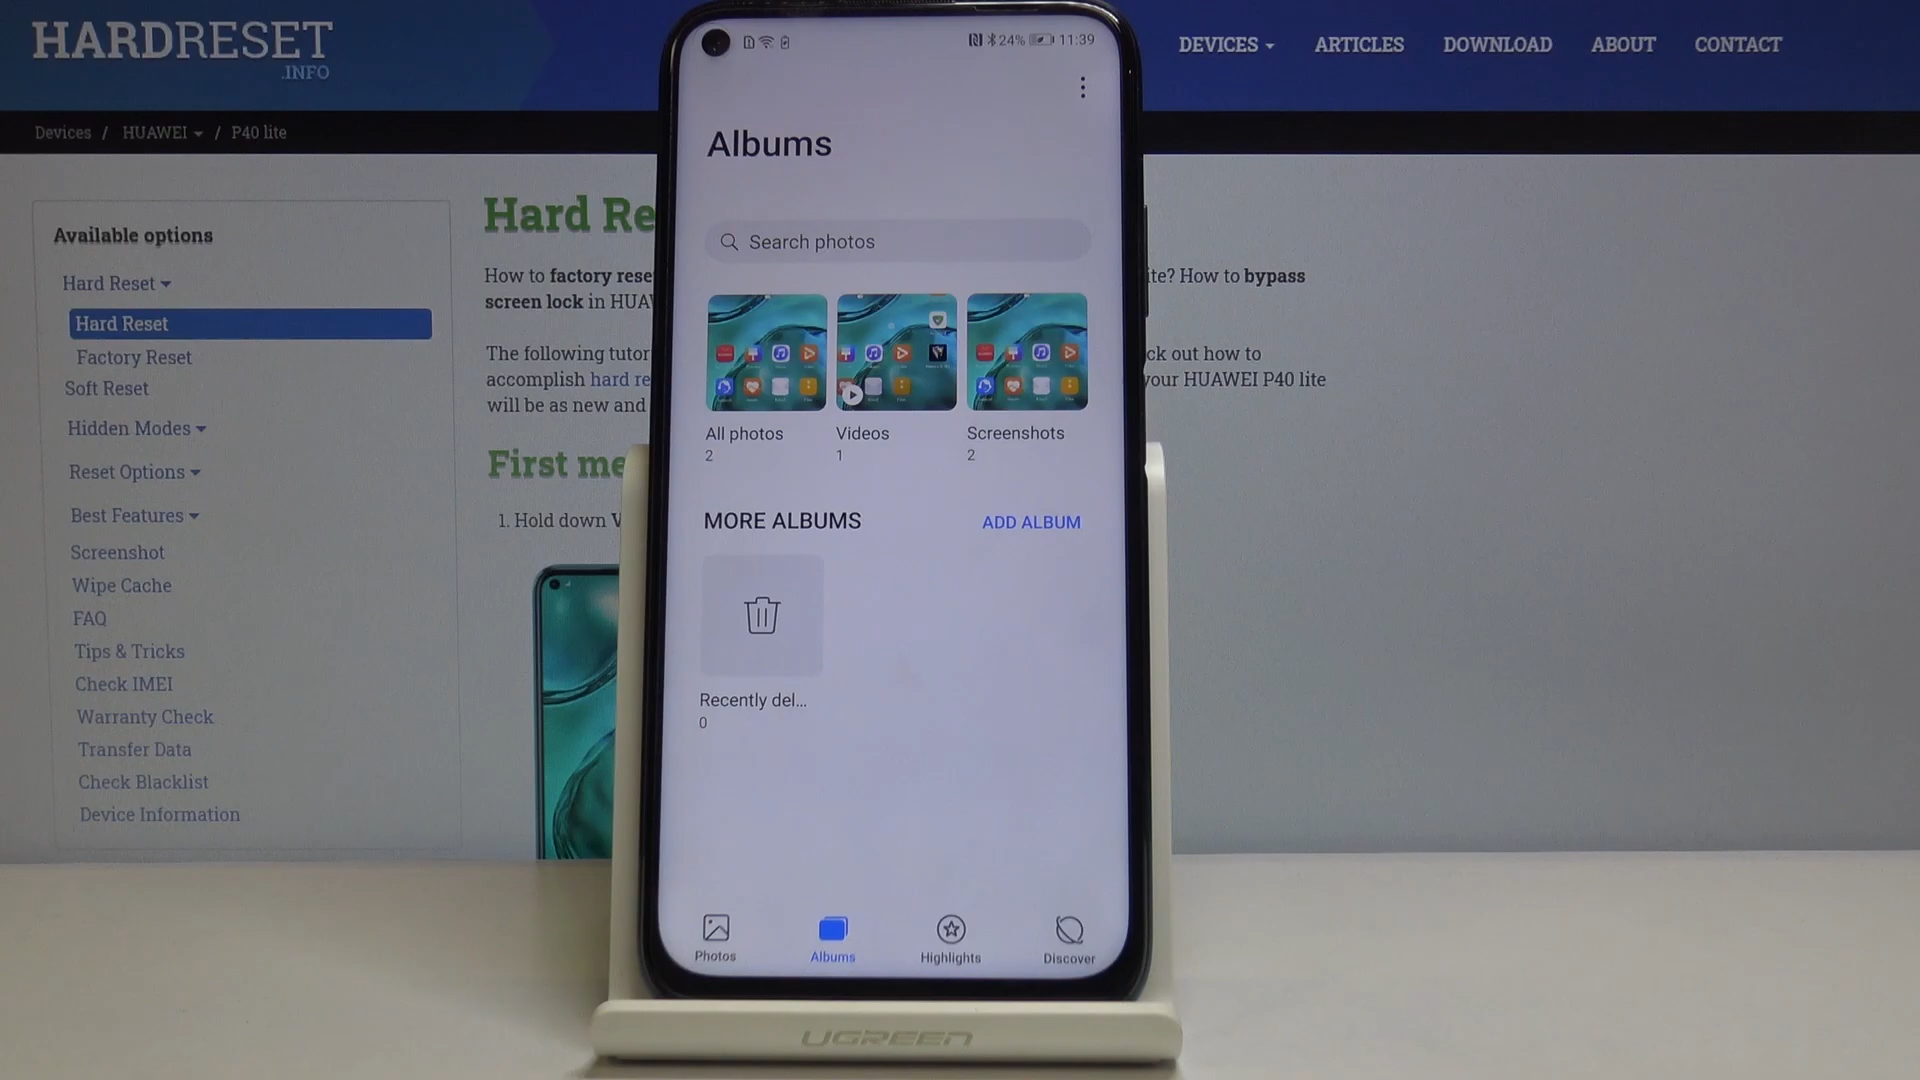 HARDRESET
.INFO
DEVICES
ARTICLES
DOWNLOAD
ABOUT
CONTACT
Devices / HUAWEI / P40 lite
Available options
Hard Reset
Hard Reset
Factory Reset
Soft Reset
Hidden Modes
Reset Options
Best Features
Screenshot
Wipe Cache
FAQ
Tips & Tricks
Check IMEI
Warranty Check
Transfer Data
Check Blacklist
Device Information
Hard Re
How to factory rese
ite? How to bypass
screen lock in HUA
The following tutor
ck out how to
accomplish hard re
your HUAWEI P40 lite
will be as new and
First me
1. Hold down V
24% 11:39
Albums
Search photos
All photos
2
Videos
1
Screenshots
2
MORE ALBUMS
ADD ALBUM
Recently del...
0
Photos
Albums
Highlights
Discover
UGREEN